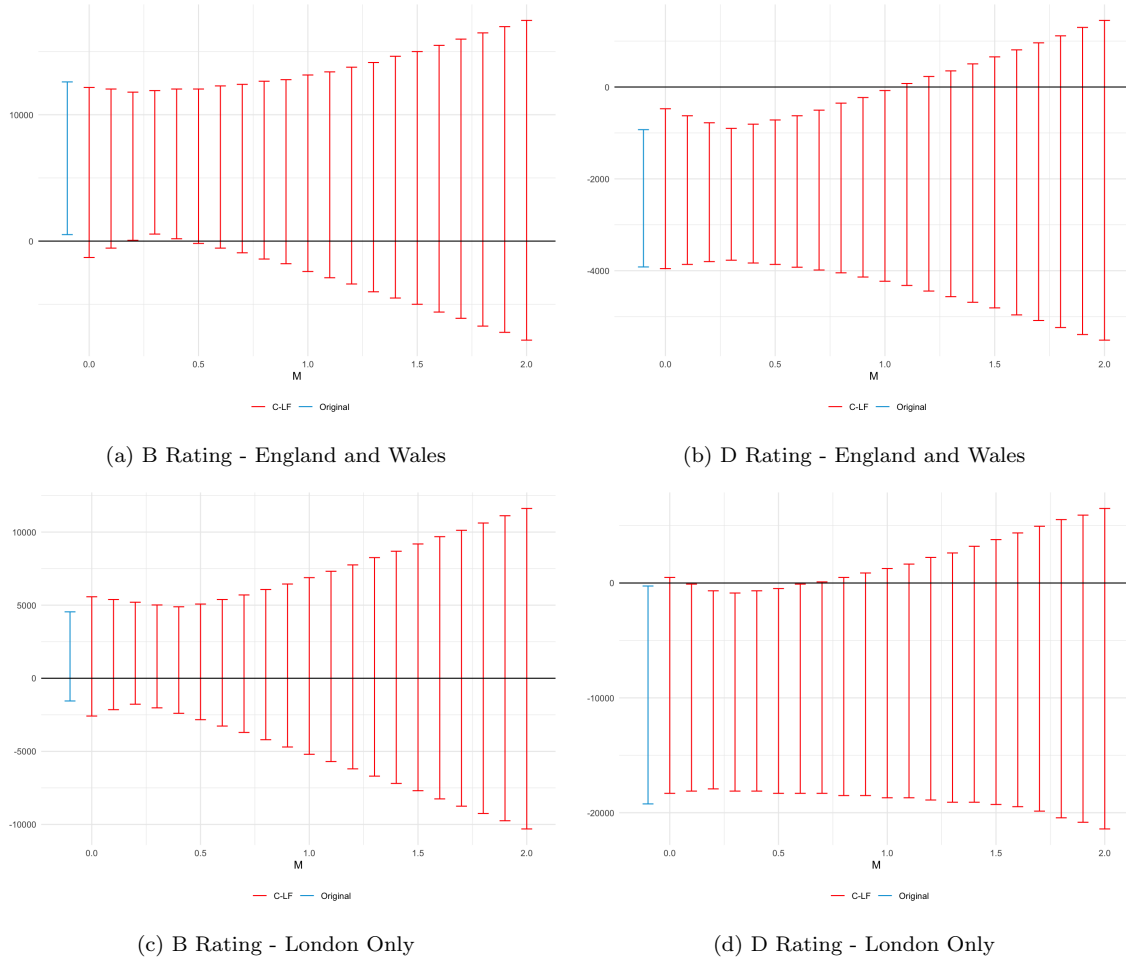 10000
0
0.0 0.5 1.0 1.5 2.0
M
C-LF Original
(a) B Rating - England and Wales
0
-2000
-4000
0.0 0.5 1.0 1.5 2.0
M
C-LF Original
(b) D Rating - England and Wales
10000
5000
0
-5000
-10000
0.0 0.5 1.0 1.5 2.0
M
C-LF Original
(c) B Rating - London Only
0
-10000
-20000
0.0 0.5 1.0 1.5 2.0
M
C-LF Original
(d) D Rating - London Only